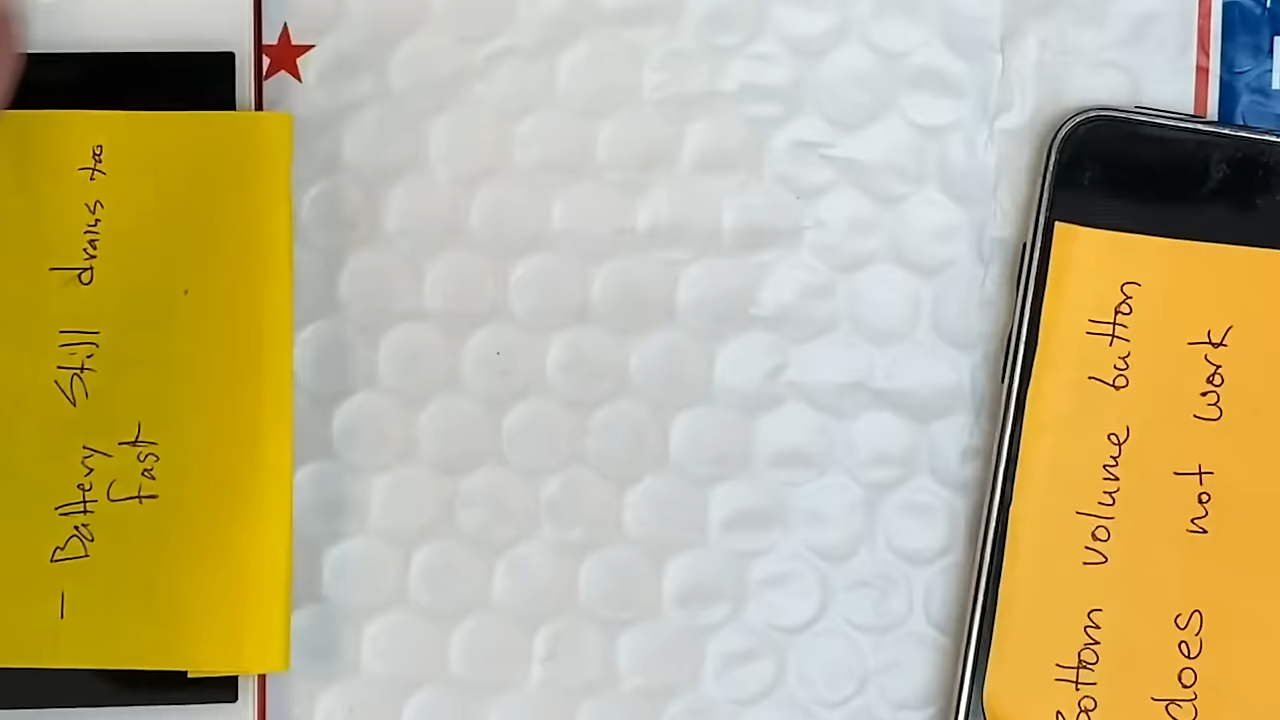 - Battery Still drains too
fast
Bottom volume button
does not work